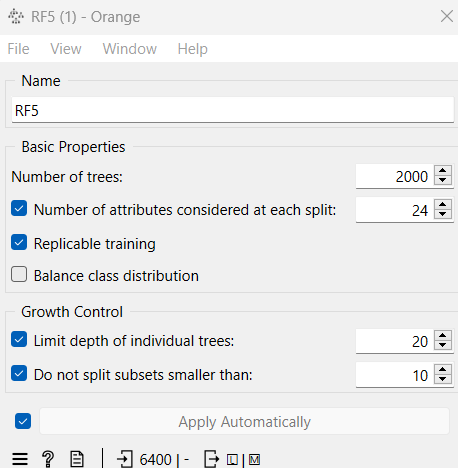 RF5 (1) - Orange
File View Window Help
Name
RF5
Basic Properties
Number of trees: 2000
Number of attributes considered at each split: 24
Replicable training
Balance class distribution
Growth Control
Limit depth of individual trees: 20
Do not split subsets smaller than: 10
Apply Automatically
? | 6400 | - L | M